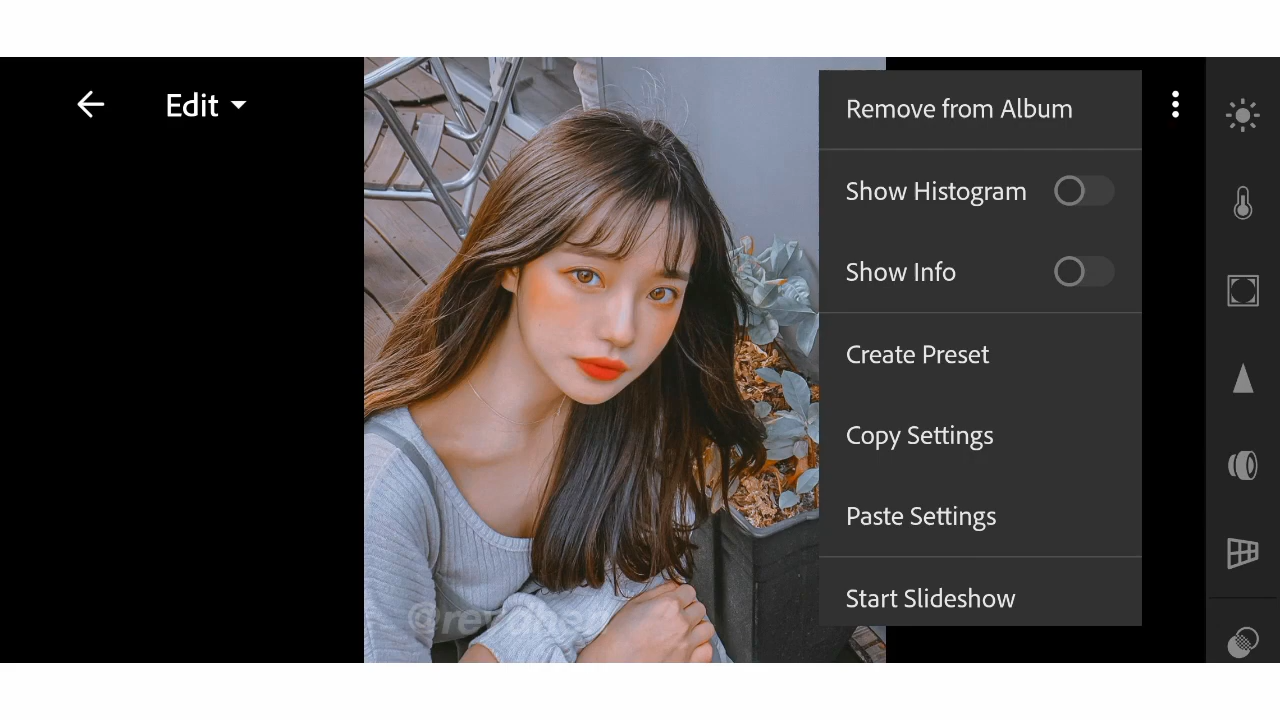 Edit
Remove from Album
Show Histogram
Show Info
Create Preset
Copy Settings
Paste Settings
Start Slideshow